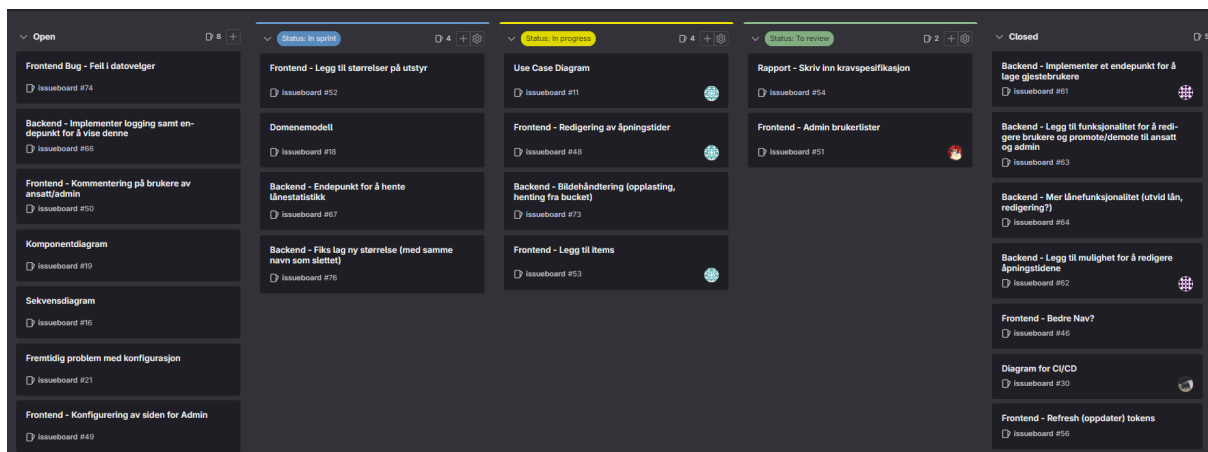 Open
8
Frontend Bug - Feil i datovelger
issueboard #74
Backend - Implementer logging samt en-
depunkt for å vise denne
issueboard #66
Frontend - Kommentering på brukere av
ansatt/admin
issueboard #50
Komponentdiagram
issueboard #19
Sekvensdiagram
issueboard #16
Fremtidig problem med konfigurasjon
issueboard #21
Frontend - Konfigurering av siden for Admin
issueboard #49
Status: In sprint
4
Frontend - Legg til størrelser på utstyr
issueboard #52
Domenemodell
issueboard #18
Backend - Endepunkt for å hente
lånestatistikk
issueboard #67
Backend - Fiks lag ny størrelse (med samme
navn som slettet)
issueboard #76
Status: In progress
4
Use Case Diagram
issueboard #11
Frontend - Redigering av åpningstider
issueboard #48
Backend - Bildehåndtering (opplasting,
henting fra bucket)
issueboard #73
Frontend - Legg til items
issueboard #53
Status: To review
2
Rapport - Skriv inn kravspesifikasjon
issueboard #54
Frontend - Admin brukerlister
issueboard #51
Closed
Backend - Implementer et endepunkt for å
lage gjestebrukere
issueboard #61
Backend - Legg til funksjonalitet for å redi-
gere brukere og promote/demote til ansatt
og admin
issueboard #63
Backend - Mer lånefunksjonalitet (utvid lån,
redigering?)
issueboard #64
Backend - Legg til mulighet for å redigere
åpningstidene
issueboard #62
Frontend - Bedre Nav?
issueboard #46
Diagram for CI/CD
issueboard #30
Frontend - Refresh (oppdater) tokens
issueboard #56